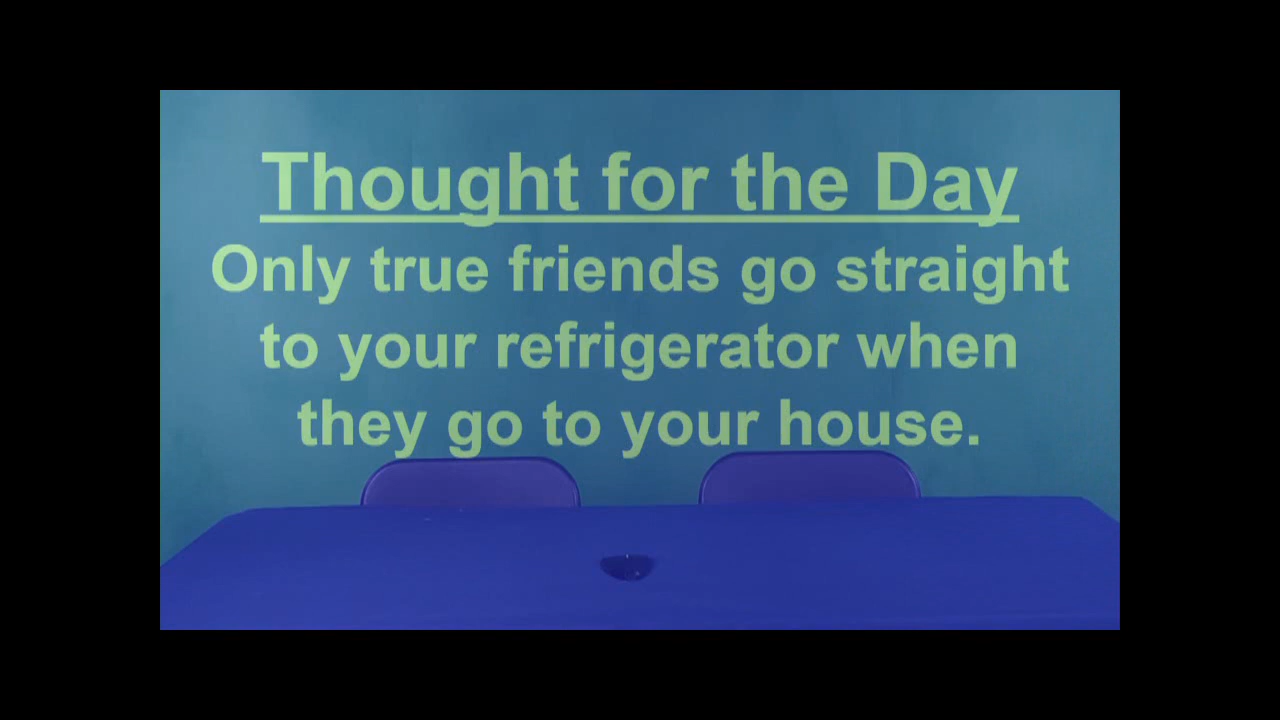 Thought for the Day
Only true friends go straight
to your refrigerator when
they go to your house.